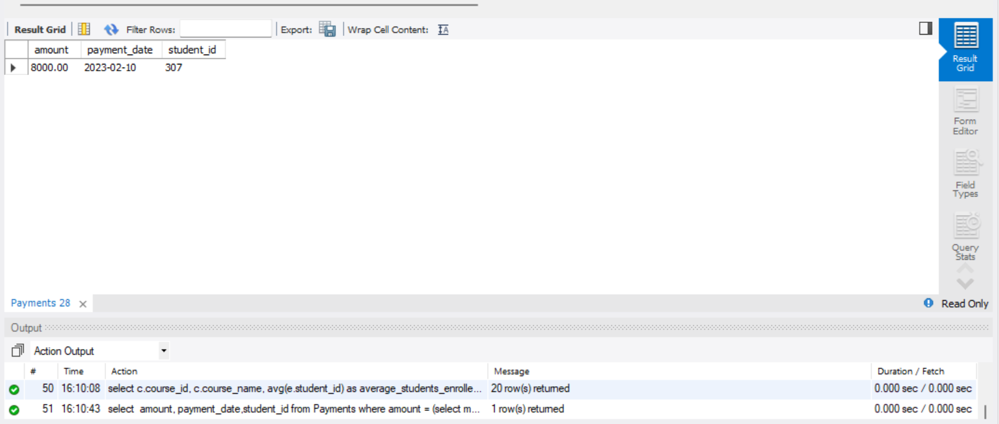 Result Grid Filter Rows: Export: Wrap Cell Content: IA
amount payment_date student_id
8000.00 2023-02-10 307
Result
Grid
Form
Editor
Field
Types
Query
Stats
Payments 28 Read Only
Output
Action Output
# Time Action Message Duration / Fetch
50 16:10:08 select c.course_id, c.course_name, avg(e.student_id) as average_students_enrolle... 20 row(s) returned 0.000 sec / 0.000 sec
51 16:10:43 select amount, payment_date,student_id from Payments where amount = (select m... 1 row(s) returned 0.000 sec / 0.000 sec